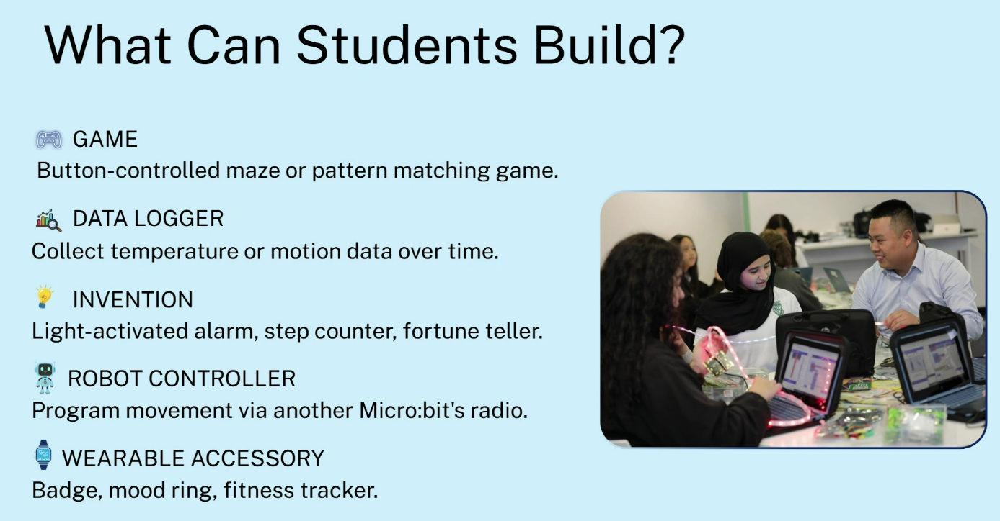 What Can Students Build?
GAME
Button-controlled maze or pattern matching game.
DATA LOGGER
Collect temperature or motion data over time.
INVENTION
Light-activated alarm, step counter, fortune teller.
ROBOT CONTROLLER
Program movement via another Micro:bit's radio.
WEARABLE ACCESSORY
Badge, mood ring, fitness tracker.